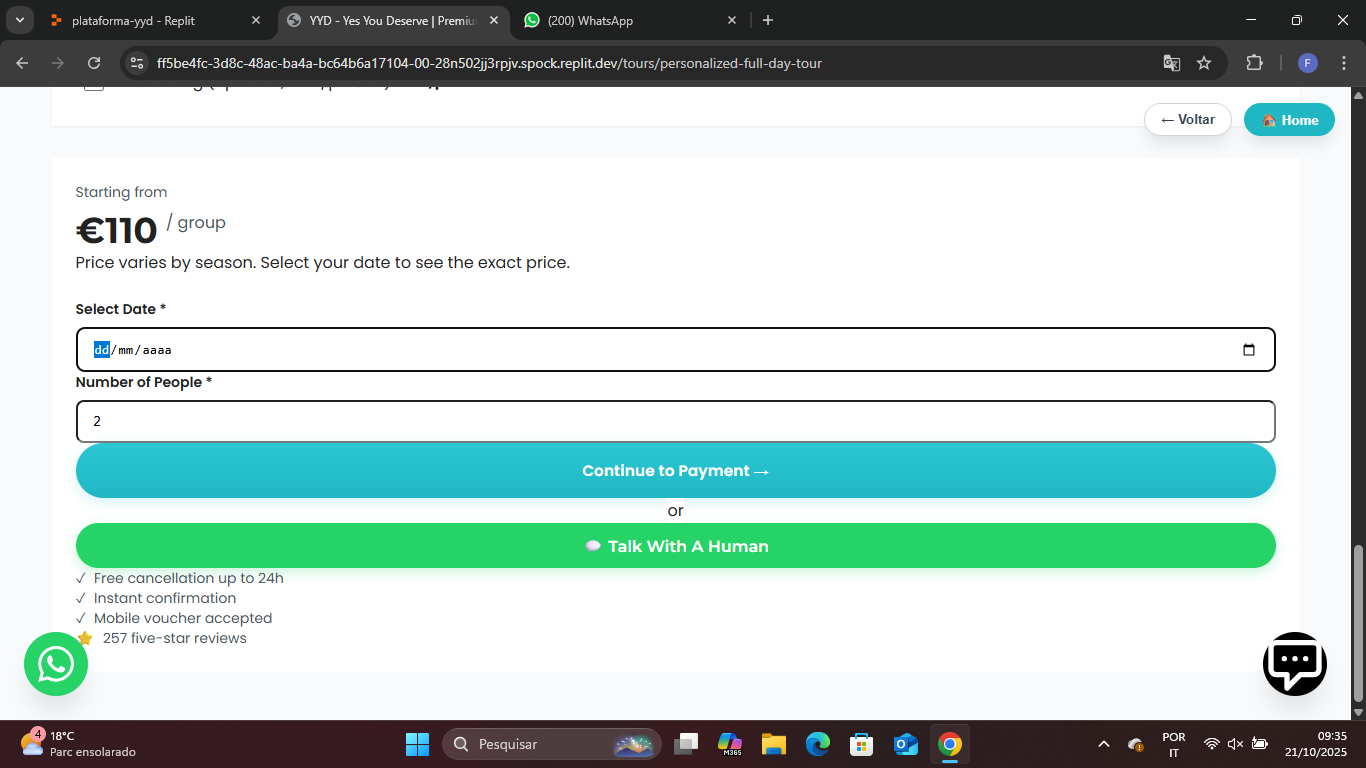 plataforma-yyd - Replit
YYD - Yes You Deserve | Premiu
(200) WhatsApp
ff5be4fc-3d8c-48ac-ba4a-bc64b6a17104-00-28n502jj3rpjv.spock.replit.dev/tours/personalized-full-day-tour
F
← Voltar
Home
Starting from
€110 / group
Price varies by season. Select your date to see the exact price.
Select Date *
dd/mm/aaaa
Number of People *
2
Continue to Payment →
or
Talk With A Human
✓ Free cancellation up to 24h
✓ Instant confirmation
✓ Mobile voucher accepted
257 five-star reviews
4
18°C
Parc ensolarado
Pesquisar
M365
POR
IT
09:35
21/10/2025